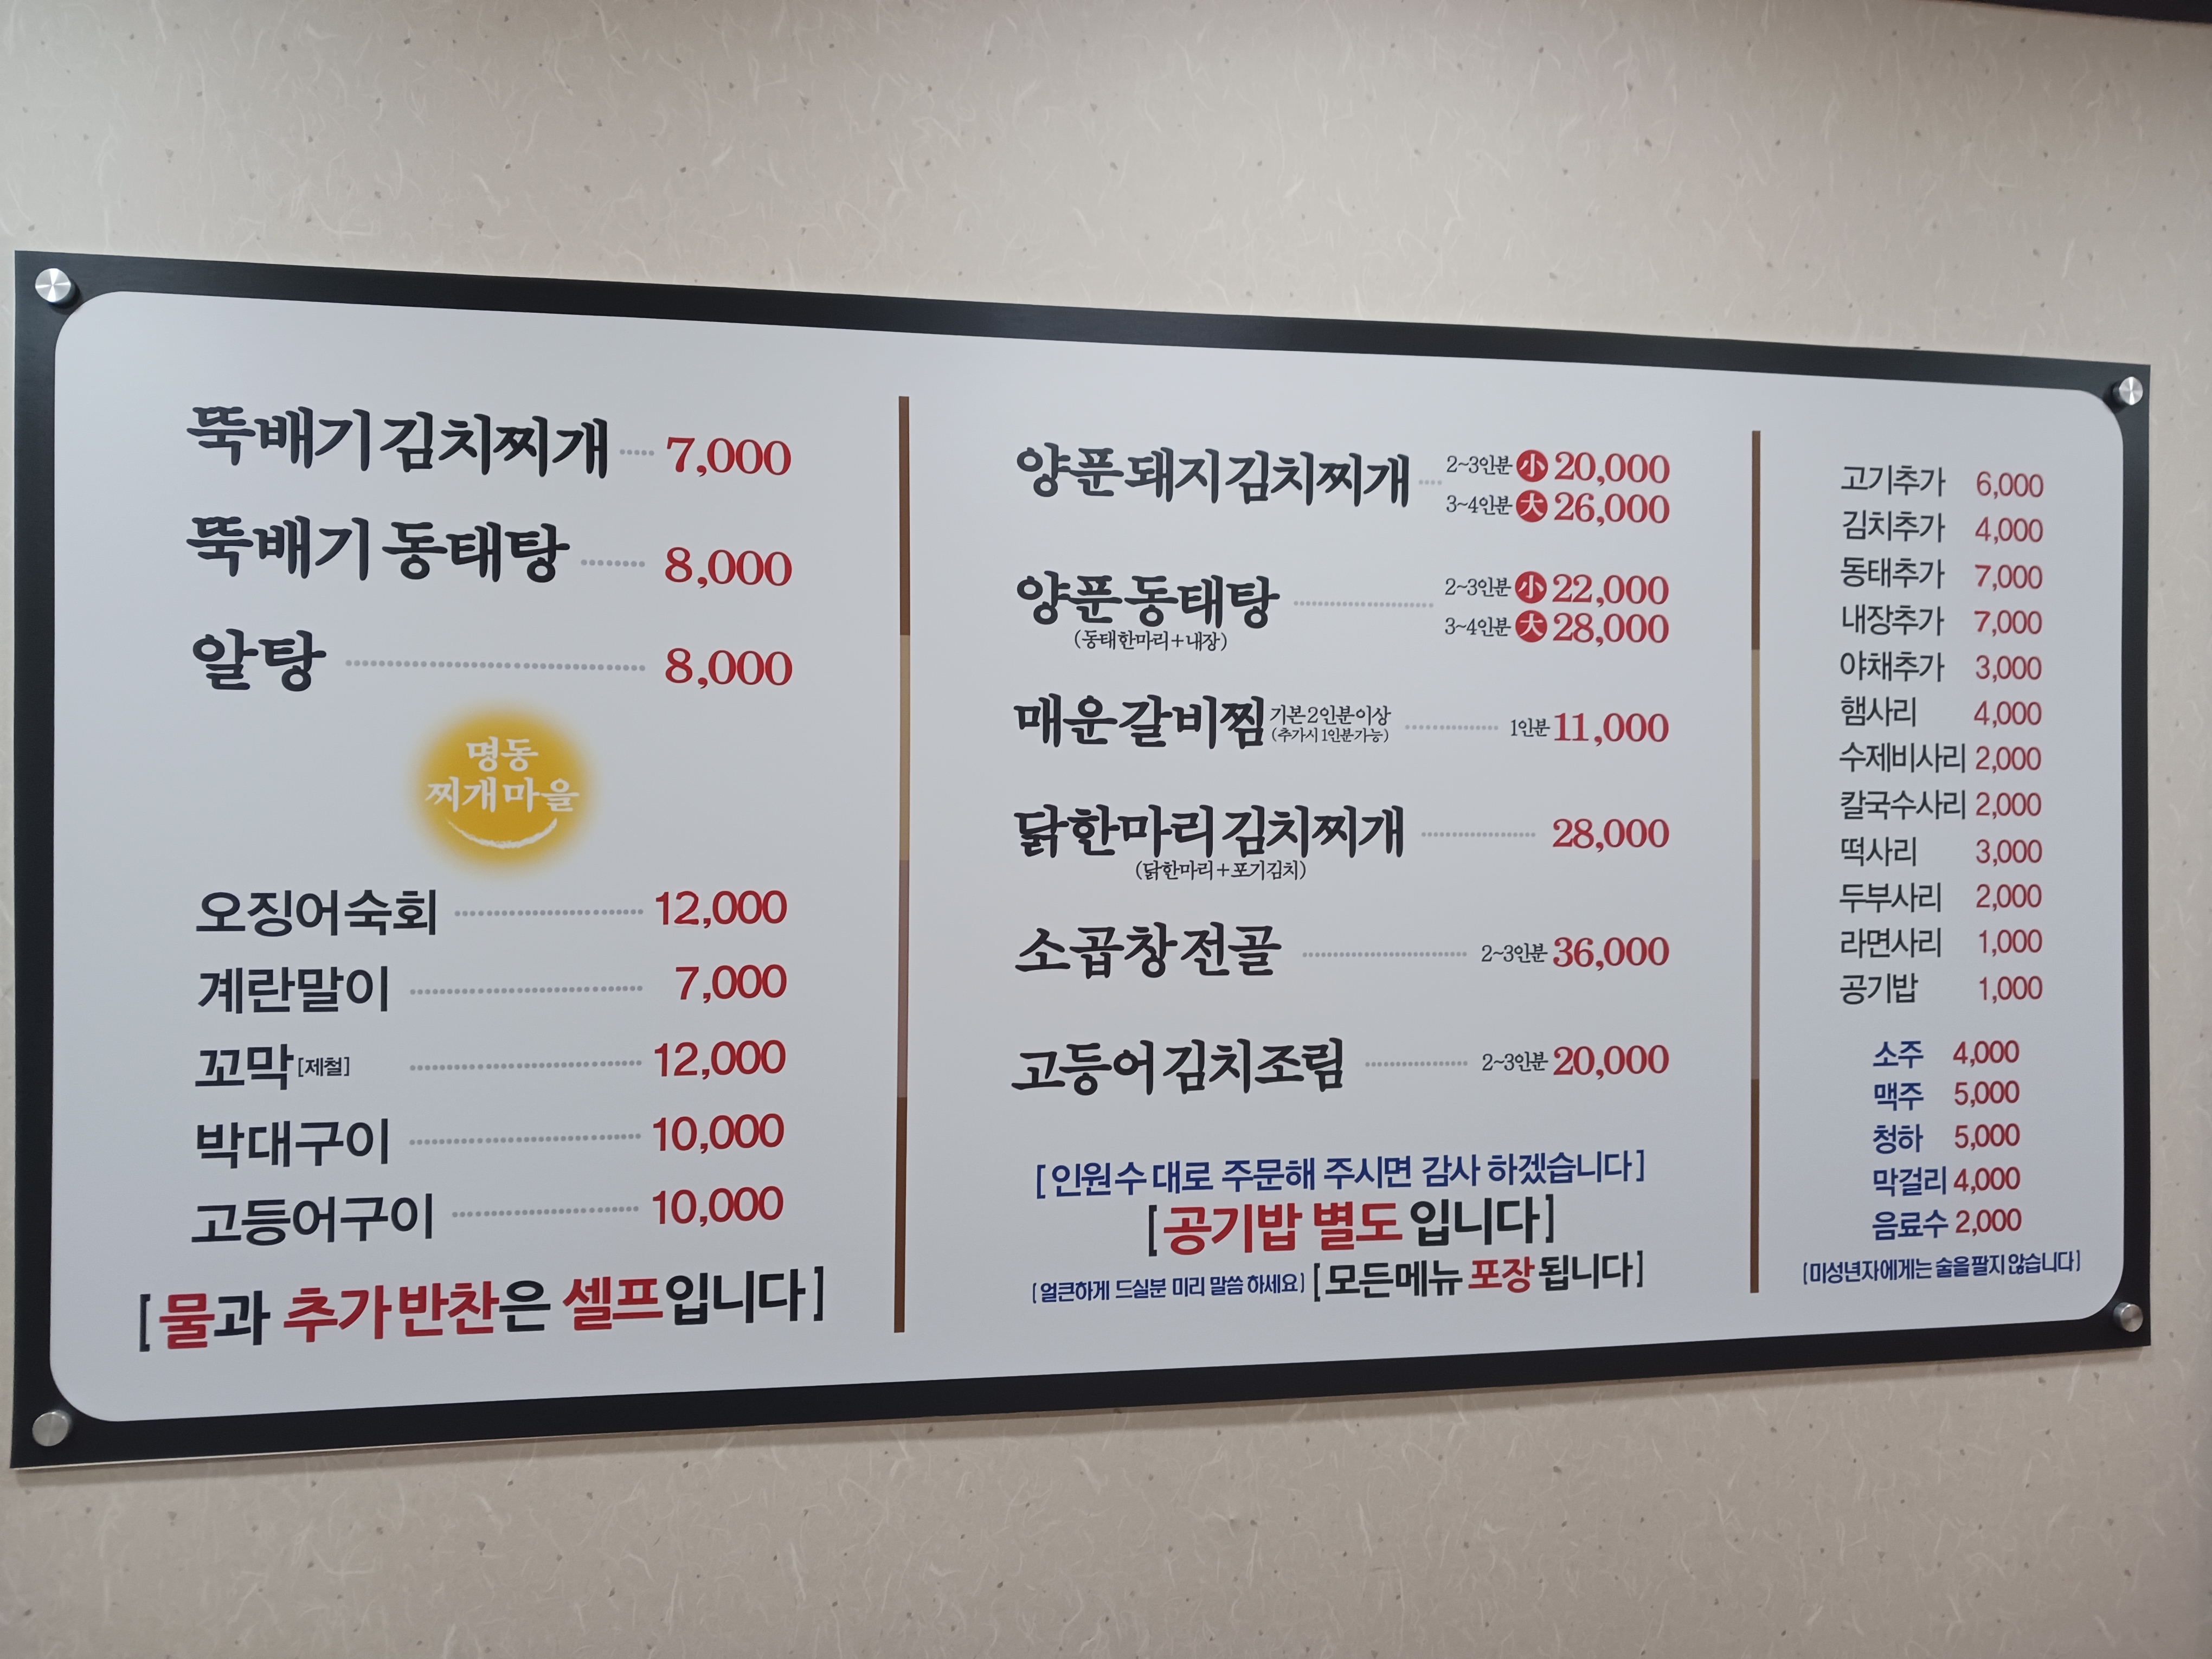 뚝배기김치찌개 7,000
뚝배기 동태탕 8,000
알탕 8,000
명동
찌개마을
오징어숙회 12,000
계란말이 7,000
꼬막[제철] 12,000
박대구이 10,000
고등어구이 10,000
[물과 추가반찬은 셀프입니다]
양푼돼지김치찌개 2~3인분 小 20,000
3~4인분 大 26,000
양푼동태탕 2~3인분 小 22,000
(동태한마리+내장) 3~4인분 大 28,000
매운갈비찜 기본2인분이상 1인분 11,000
(추가시 1인분가능)
닭한마리김치찌개 28,000
(닭한마리+포기김치)
소곱창전골 2~3인분 36,000
고등어김치조림 2~3인분 20,000
[인원수 대로 주문해 주시면 감사 하겠습니다]
[공기밥 별도 입니다]
[얼큰하게 드실분 미리 말씀 하세요] [모든메뉴 포장 됩니다]
고기추가 6,000
김치추가 4,000
동태추가 7,000
내장추가 7,000
야채추가 3,000
햄사리 4,000
수제비사리 2,000
칼국수사리 2,000
떡사리 3,000
두부사리 2,000
라면사리 1,000
공기밥 1,000
소주 4,000
맥주 5,000
청하 5,000
막걸리 4,000
음료수 2,000
[미성년자에게는 술을 팔지 않습니다]